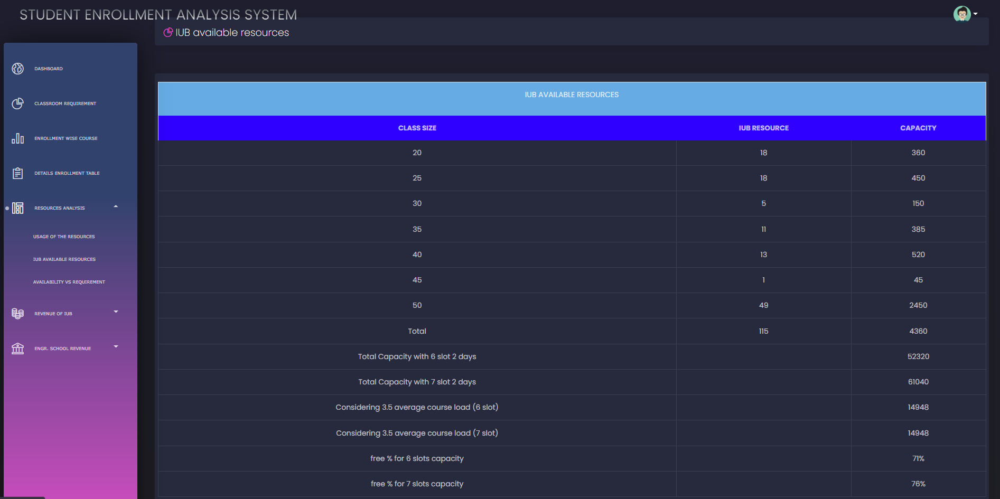 STUDENT ENROLLMENT ANALYSIS SYSTEM
IUB available resources
DASHBOARD
CLASSROOM REQUIREMENT
ENROLLMENT WISE COURSE
DETAILS ENROLLMENT TABLE
RESOURCES ANALYSIS
USAGE OF THE RESOURCES
IUB AVAILABLE RESOURCES
AVAILABILITY VS REQUIREMENT
REVENUE OF IUB
ENGR. SCHOOL REVENUE
IUB AVAILABLE RESOURCES
CLASS SIZE IUB RESOURCE CAPACITY
20 18 360
25 18 450
30 5 150
35 11 385
40 13 520
45 1 45
50 49 2450
Total 115 4360
Total Capacity with 6 slot 2 days 52320
Total Capacity with 7 slot 2 days 61040
Considering 3.5 average course load (6 slot) 14948
Considering 3.5 average course load (7 slot) 14948
free % for 6 slots capacity 71%
free % for 7 slots capacity 76%